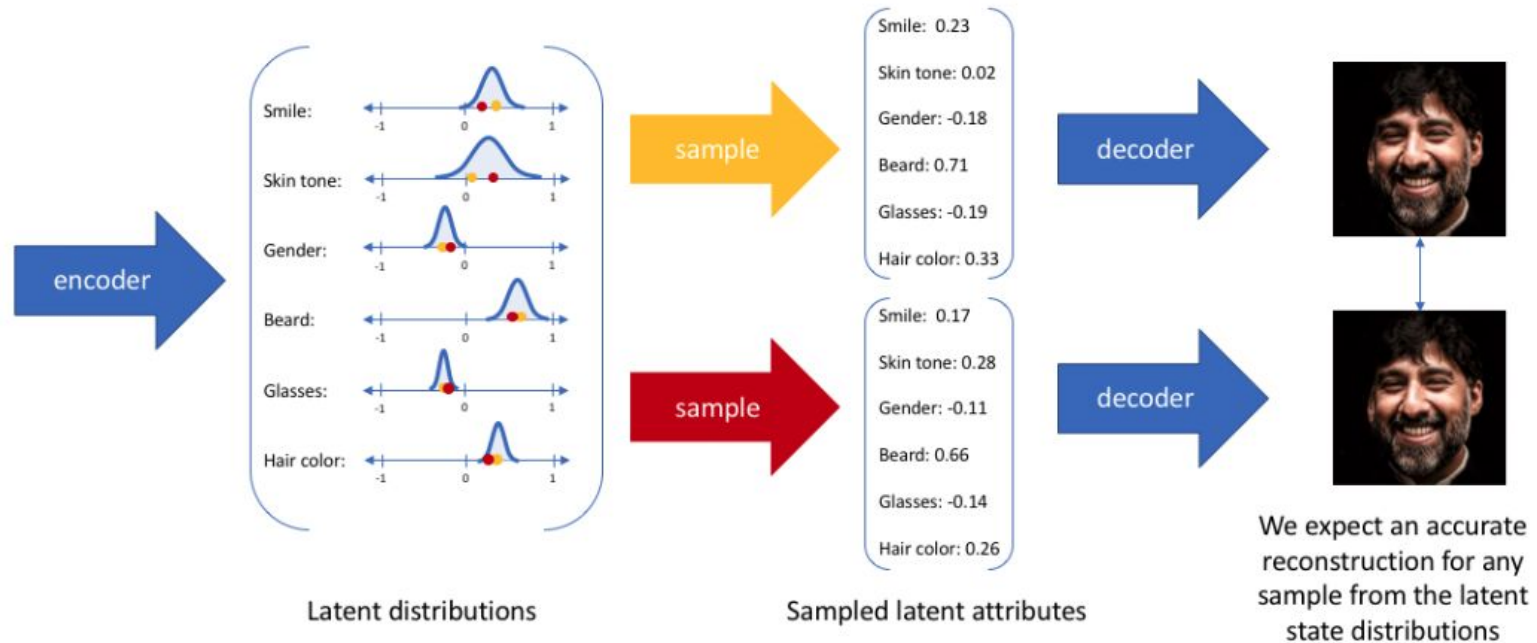 encoder
Smile:
-1 0 1
Skin tone:
-1 0 1
Gender:
-1 0 1
Beard:
-1 0 1
Glasses:
-1 0 1
Hair color:
-1 0 1
Latent distributions
sample
sample
Smile: 0.23
Skin tone: 0.02
Gender: -0.18
Beard: 0.71
Glasses: -0.19
Hair color: 0.33
Smile: 0.17
Skin tone: 0.28
Gender: -0.11
Beard: 0.66
Glasses: -0.14
Hair color: 0.26
Sampled latent attributes
decoder
decoder
We expect an accurate
reconstruction for any
sample from the latent
state distributions